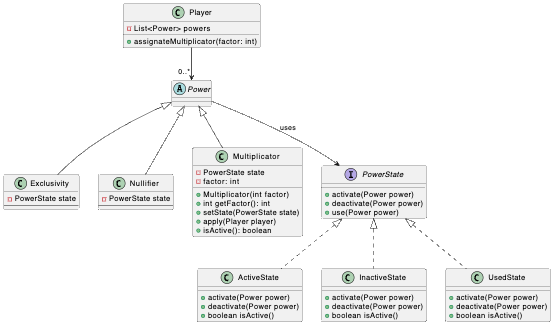 C Player
List<Power> powers
assignateMultiplicator(factor: int)
0..*
A Power
uses
C Exclusivity
PowerState state
C Nullifier
PowerState state
C Multiplicator
PowerState state
factor: int
Multiplicator(int factor)
int getFactor(): int
setState(PowerState state)
apply(Player player)
isActive(): boolean
I PowerState
activate(Power power)
deactivate(Power power)
use(Power power)
C ActiveState
activate(Power power)
deactivate(Power power)
boolean isActive()
C InactiveState
activate(Power power)
deactivate(Power power)
boolean isActive()
C UsedState
activate(Power power)
deactivate(Power power)
boolean isActive()